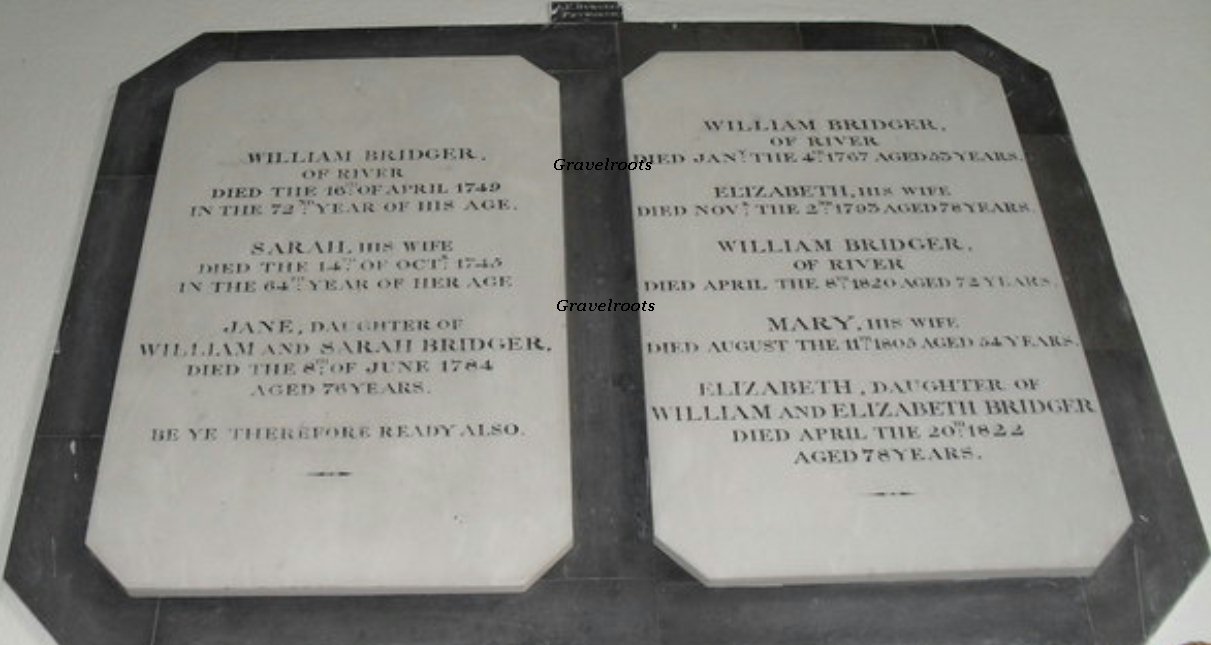 WILLIAM BRIDGER,
OF RIVER
DIED THE 16TH OF APRIL 1749
IN THE 72ND YEAR OF HIS AGE.
SARAH, HIS WIFE
DIED THE 14TH OF OCTR 1745
IN THE 64TH YEAR OF HER AGE
JANE, DAUGHTER OF
WILLIAM AND SARAH BRIDGER,
DIED THE 8TH OF JUNE 1784
AGED 76 YEARS.
BE YE THEREFORE READY ALSO.
WILLIAM BRIDGER,
OF RIVER
DIED JANY THE 4TH 1767 AGED 53 YEARS.
ELIZABETH, HIS WIFE
DIED NOVR THE 2ND 1793 AGED 78 YEARS.
WILLIAM BRIDGER,
OF RIVER
DIED APRIL THE 8TH 1820 AGED 72 YEARS.
MARY, HIS WIFE
DIED AUGUST THE 11TH 1805 AGED 54 YEARS.
ELIZABETH, DAUGHTER OF
WILLIAM AND ELIZABETH BRIDGER
DIED APRIL THE 20TH 1822
AGED 78 YEARS.
Gravelroots
Gravelroots